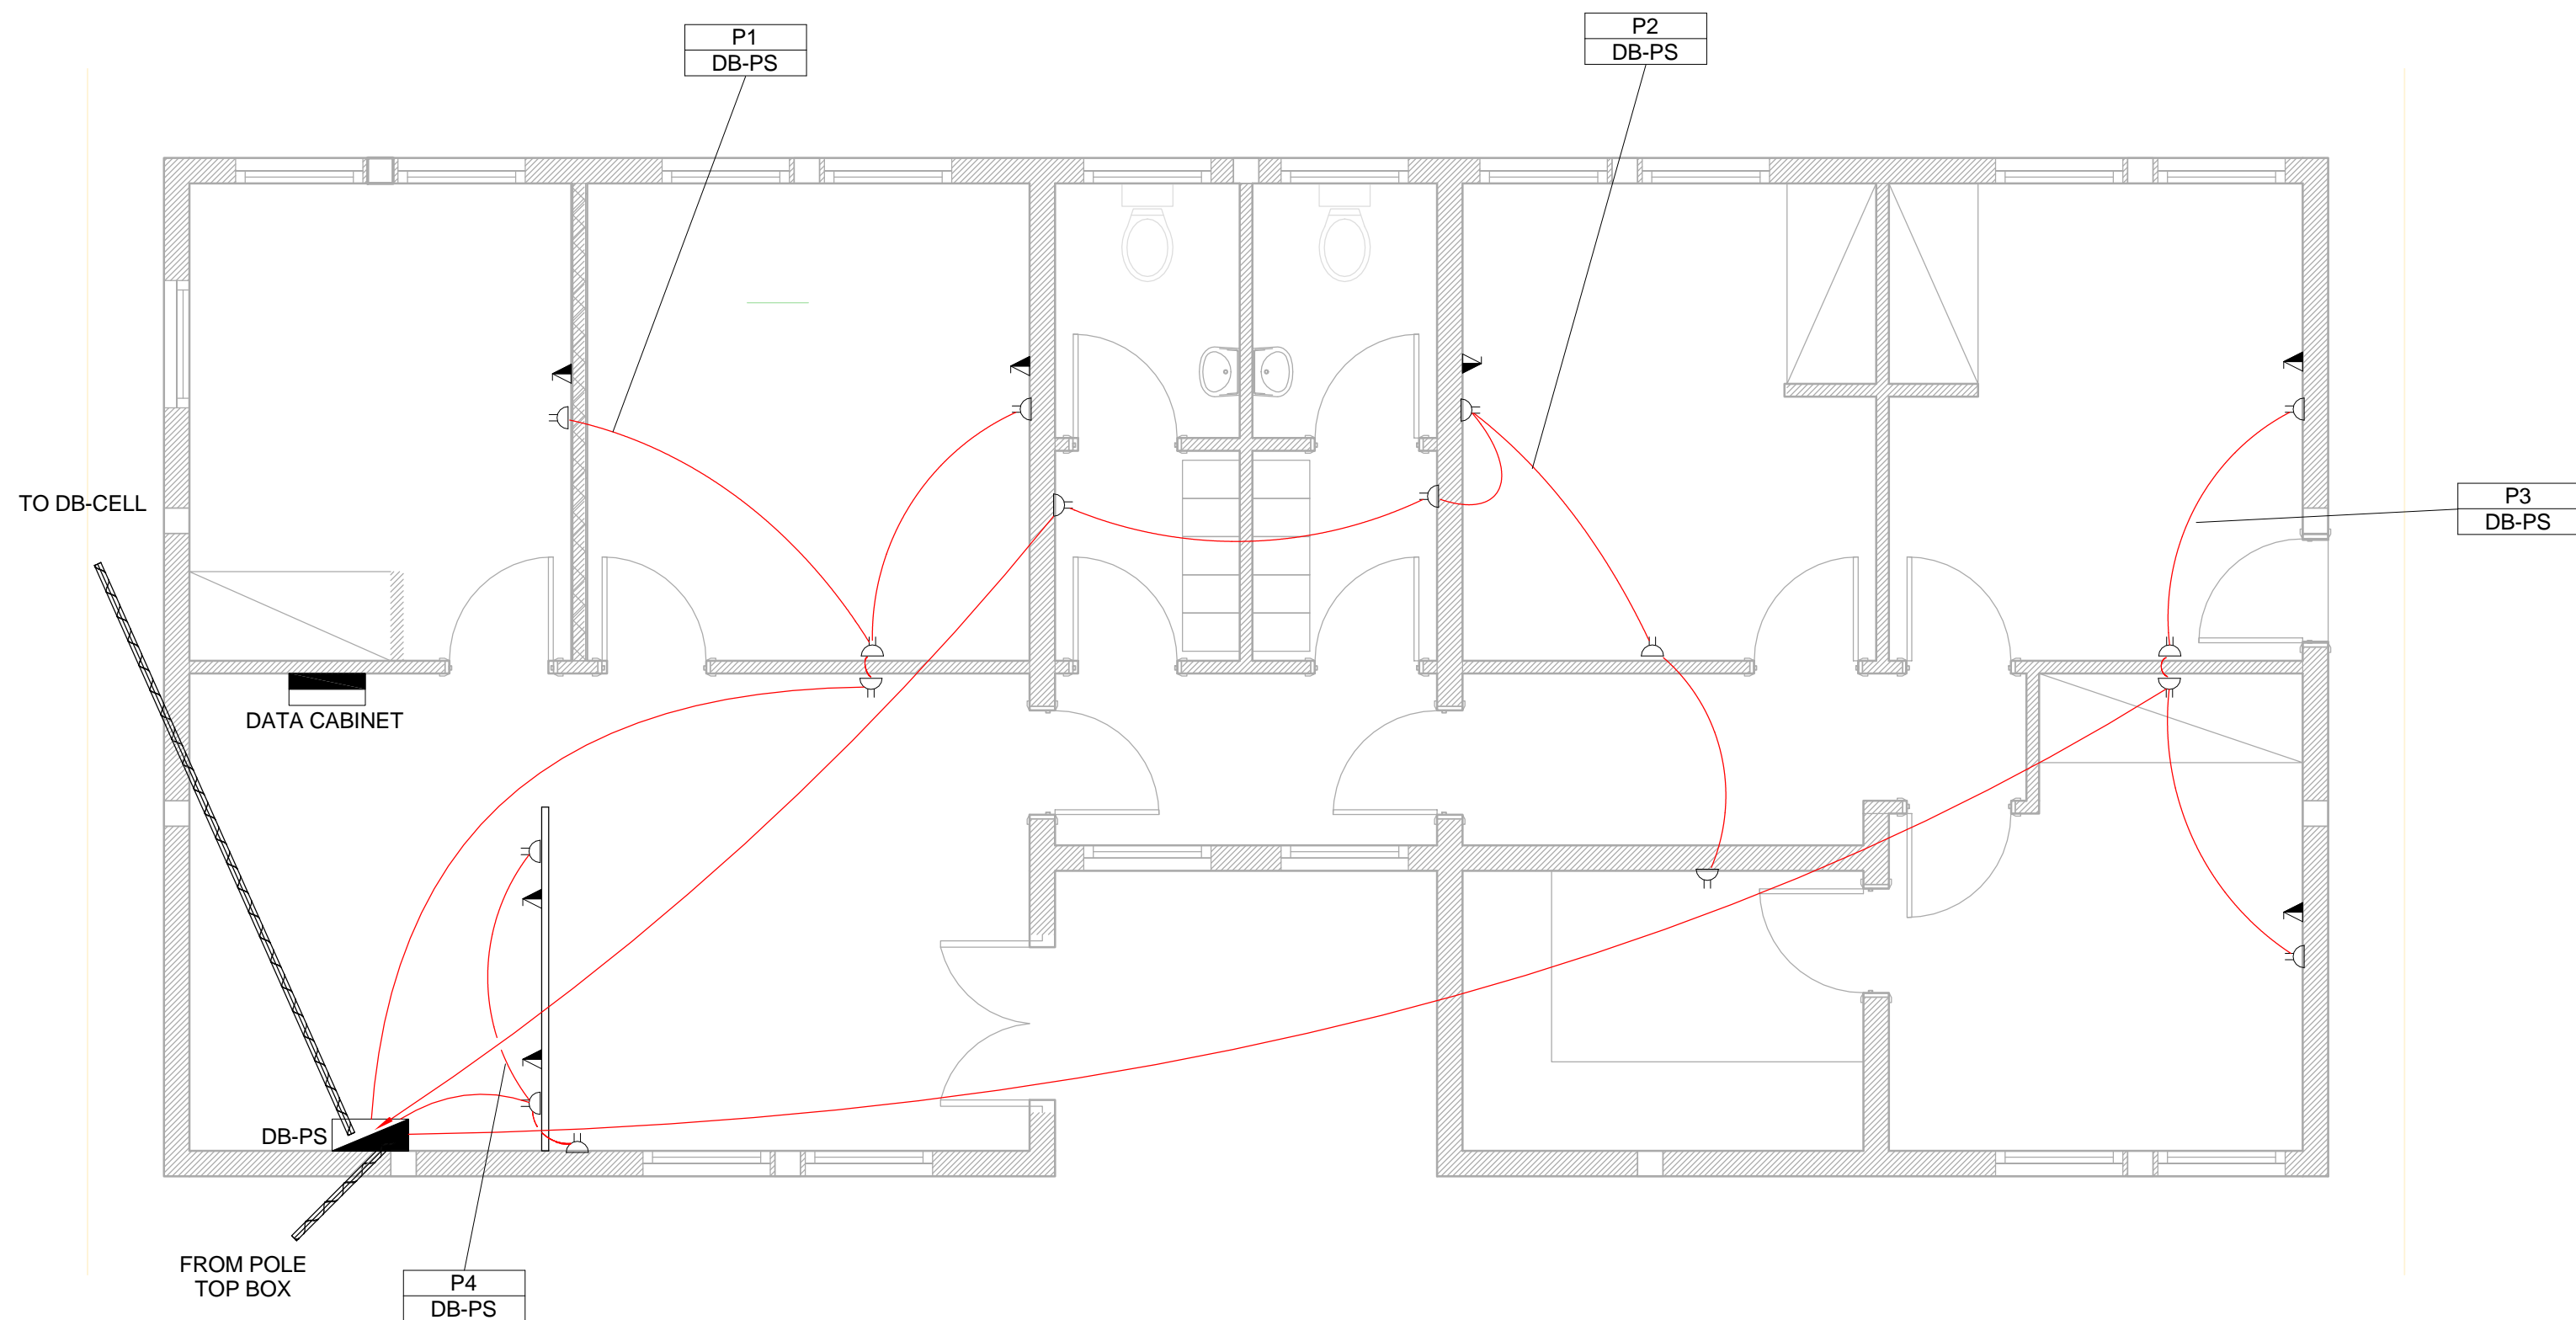 P1
DB-PS
P2
DB-PS
TO DB-CELL
P3
DB-PS
DATA CABINET
DB-PS
FROM POLE
TOP BOX
P4
DB-PS